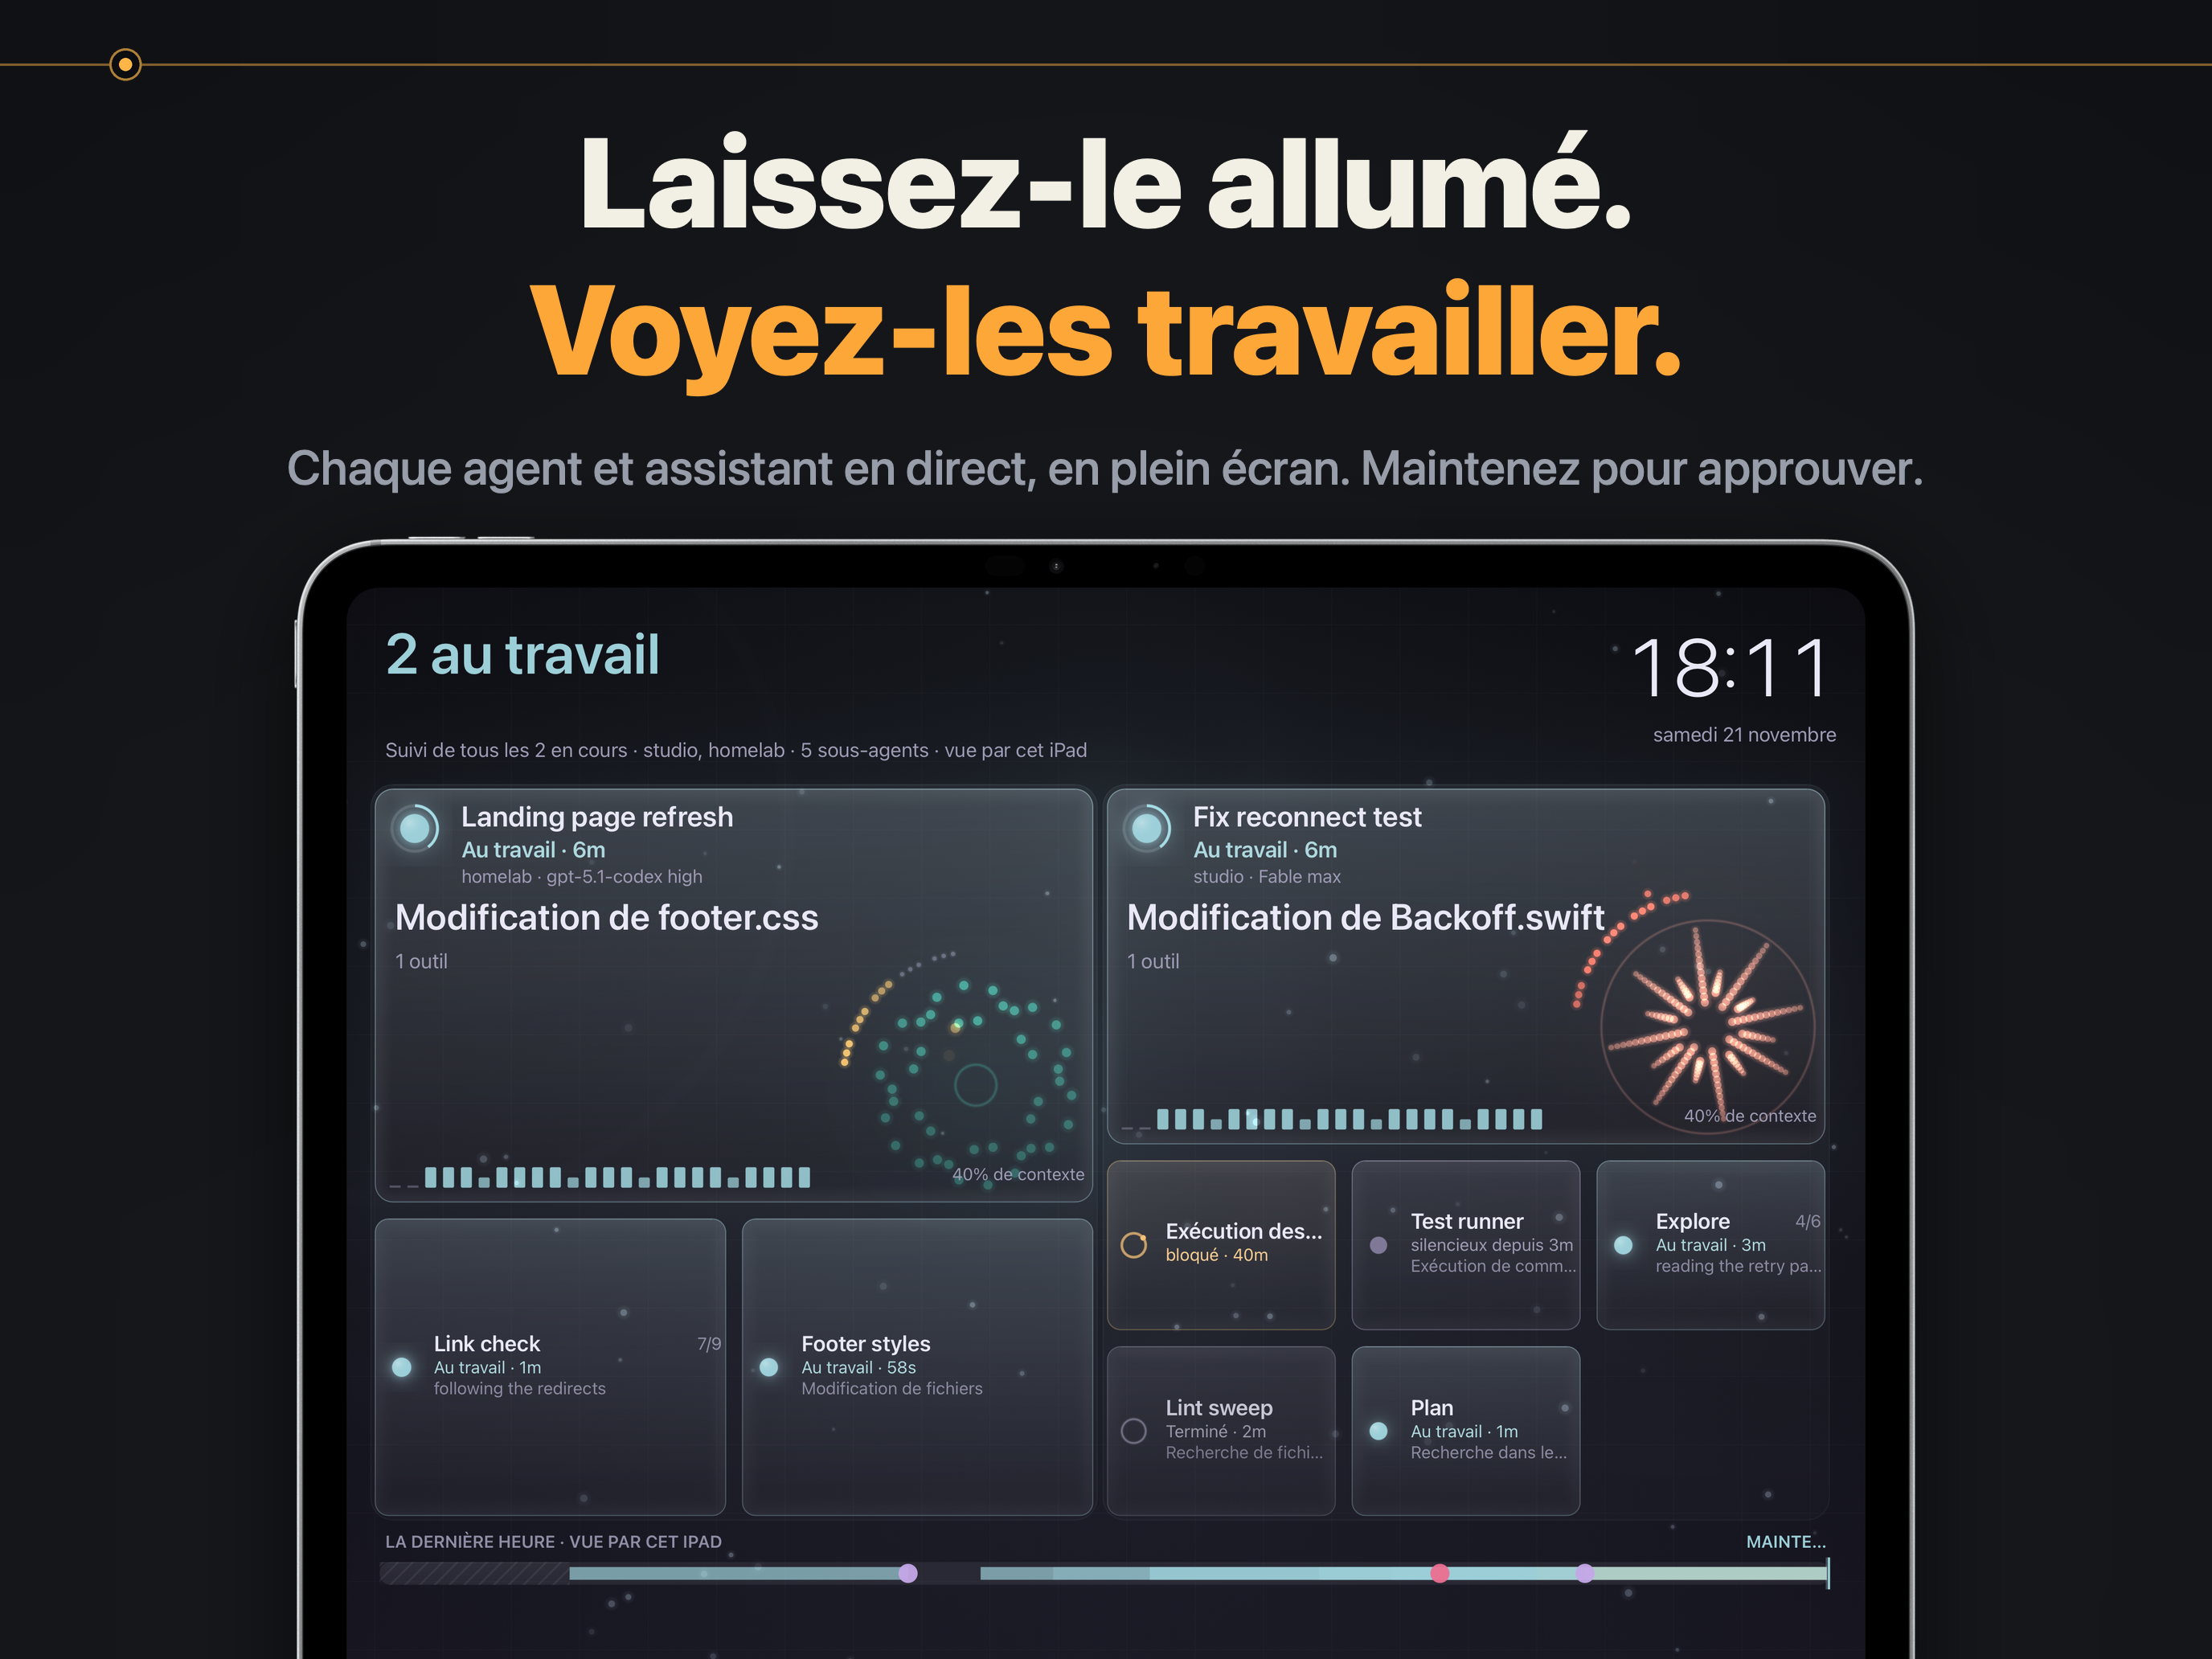 Laissez-le allumé.
Voyez-les travailler.
Chaque agent et assistant en direct, en plein écran. Maintenez pour approuver.
2 au travail
18:11
samedi 21 novembre
Suivi de tous les 2 en cours · studio, homelab · 5 sous-agents · vue par cet iPad
Landing page refresh
Au travail · 6m
homelab · gpt-5.1-codex high
Modification de footer.css
1 outil
40% de contexte
Fix reconnect test
Au travail · 6m
studio · Fable max
Modification de Backoff.swift
1 outil
40% de contexte
Link check
7/9
Au travail · 1m
following the redirects
Footer styles
Au travail · 58s
Modification de fichiers
Exécution des...
bloqué · 40m
Test runner
silencieux depuis 3m
Exécution de comm...
Explore
4/6
Au travail · 3m
reading the retry pa...
Lint sweep
Terminé · 2m
Recherche de fichi...
Plan
Au travail · 1m
Recherche dans le...
LA DERNIÈRE HEURE · VUE PAR CET IPAD
MAINTE...